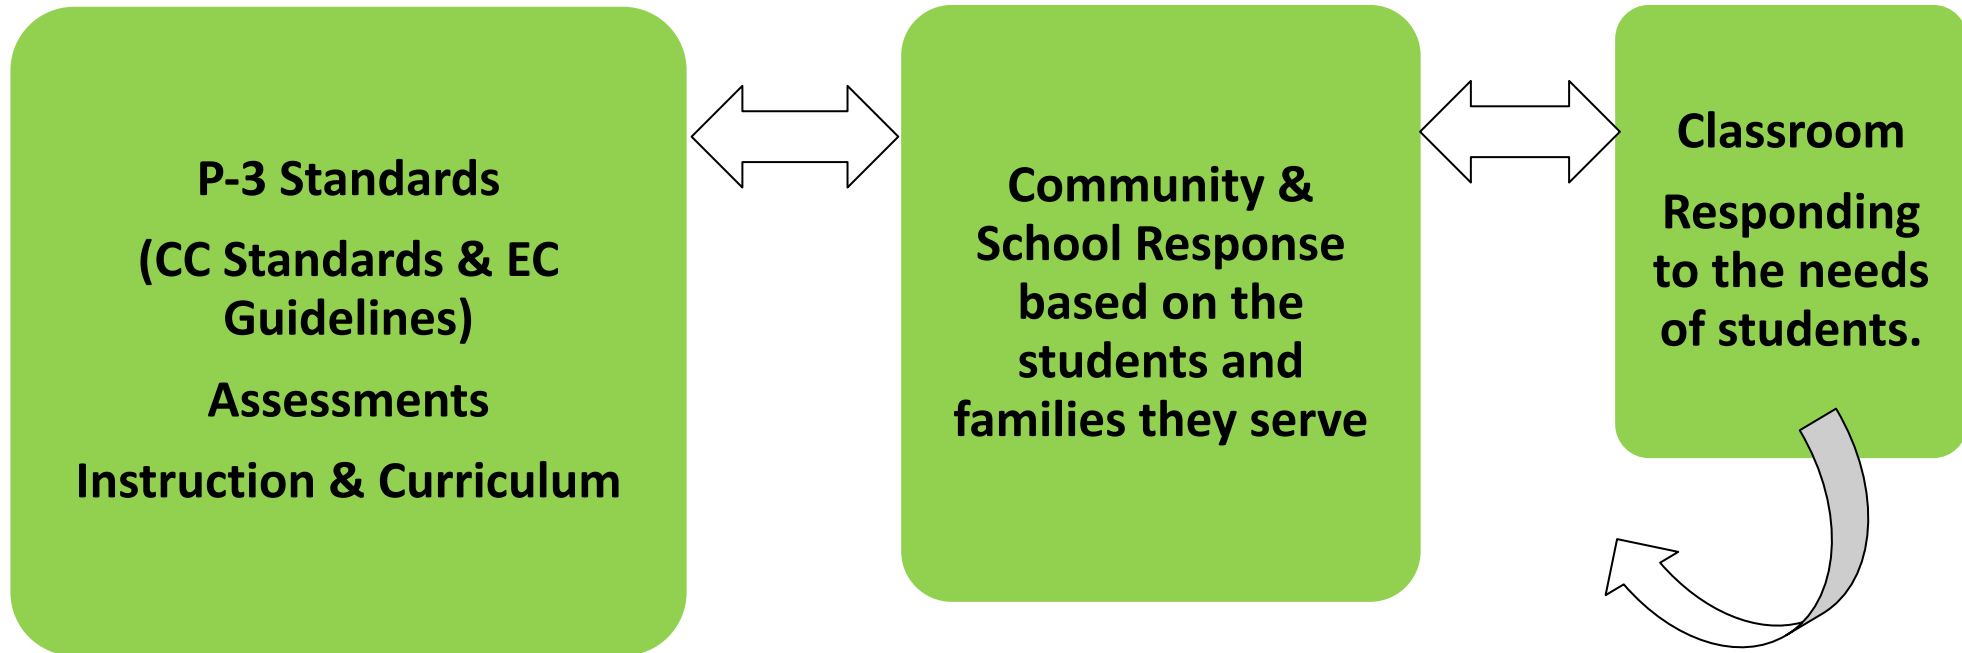 P-3 Standards
(CC Standards & EC
Guidelines)
Assessments
Instruction & Curriculum
Community &
School Response
based on the
students and
families they serve
Classroom
Responding
to the needs
of students.